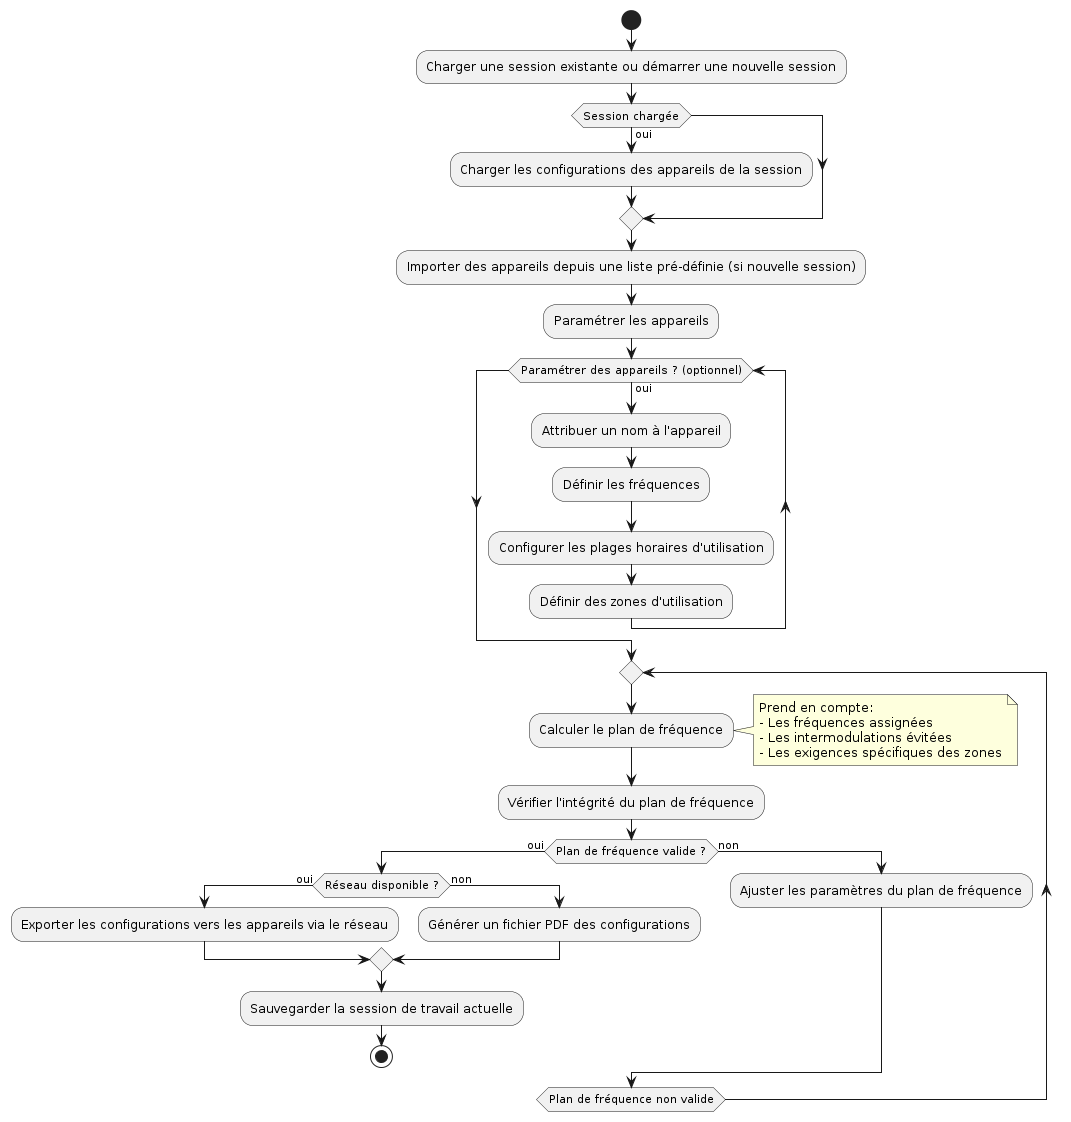 Charger une session existante ou démarrer une nouvelle session
Session chargée
oui
Charger les configurations des appareils de la session
Importer des appareils depuis une liste pré-définie (si nouvelle session)
Paramétrer les appareils
Paramétrer des appareils ? (optionnel)
oui
Attribuer un nom à l'appareil
Définir les fréquences
Configurer les plages horaires d'utilisation
Définir des zones d'utilisation
Calculer le plan de fréquence
Prend en compte:
- Les fréquences assignées
- Les intermodulations évitées
- Les exigences spécifiques des zones
Vérifier l'intégrité du plan de fréquence
oui
Plan de fréquence valide ?
non
oui
Réseau disponible ?
non
Ajuster les paramètres du plan de fréquence
Exporter les configurations vers les appareils via le réseau
Générer un fichier PDF des configurations
Sauvegarder la session de travail actuelle
Plan de fréquence non valide